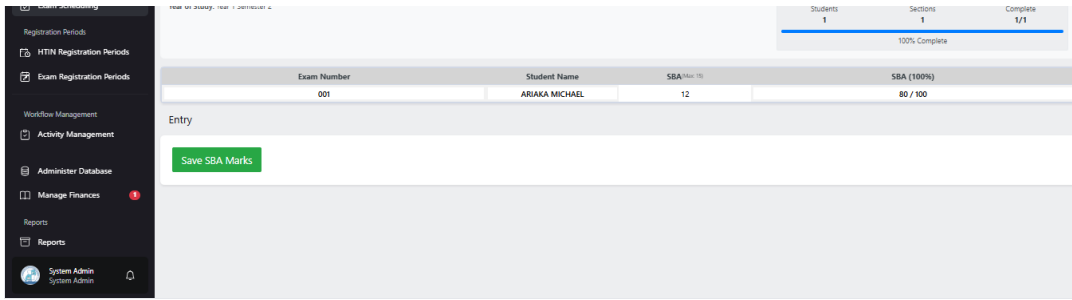 Exam Scheduling
Registration Periods
HTIN Registration Periods
Exam Registration Periods
Workflow Management
Activity Management
Administer Database
Manage Finances 1
Reports
Reports
System Admin
System Admin
Year of Study: Year 1 Semester 2
Students Sections Complete
1 1 1/1
100% Complete
Exam Number Student Name SBA SBA (100%)
001 ARIAKA MICHAEL 12 80 / 100
Entry
Save SBA Marks